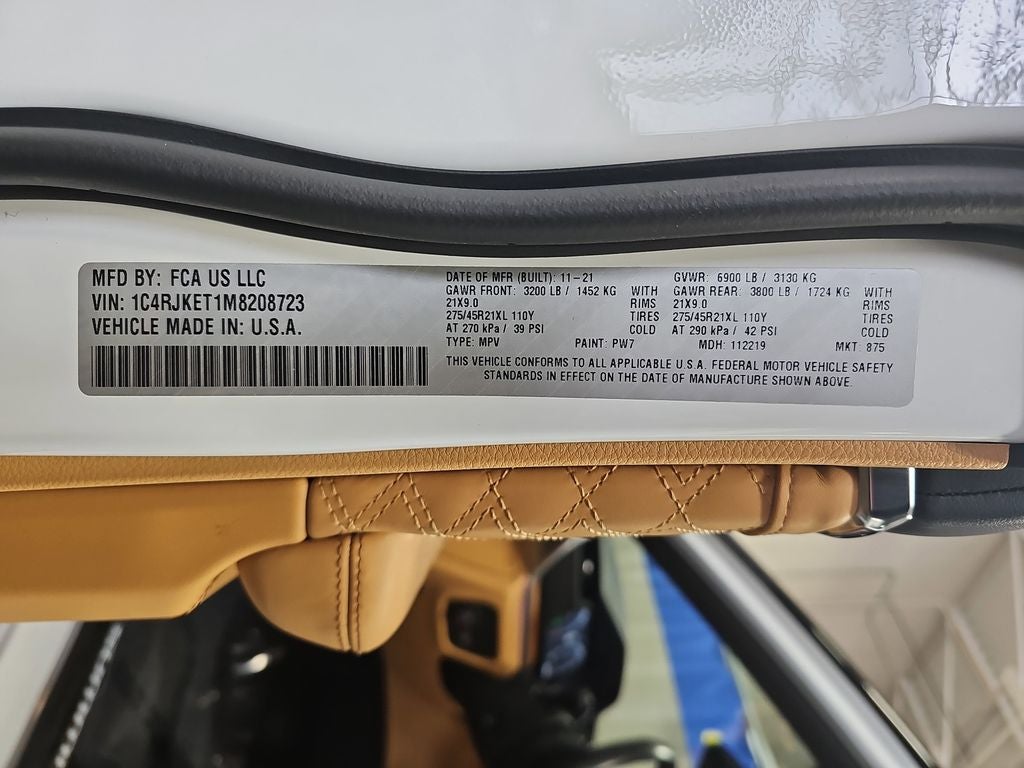 MFD BY: FCA US LLC
VIN: 1C4RJKET1M8208723
VEHICLE MADE IN: U.S.A.
DATE OF MFR (BUILT): 11-21
GAWR FRONT: 3200 LB / 1452 KG WITH
21X9.0 RIMS
275/45R21XL 110Y TIRES
AT 270 kPa / 39 PSI COLD
TYPE: MPV PAINT: PW7
GVWR: 6900 LB / 3130 KG
GAWR REAR: 3800 LB / 1724 KG WITH
21X9.0 RIMS
275/45R21XL 110Y TIRES
AT 290 kPa / 42 PSI COLD
MDH: 112219 MKT: 875
THIS VEHICLE CONFORMS TO ALL APPLICABLE U.S.A. FEDERAL MOTOR VEHICLE SAFETY
STANDARDS IN EFFECT ON THE DATE OF MANUFACTURE SHOWN ABOVE.